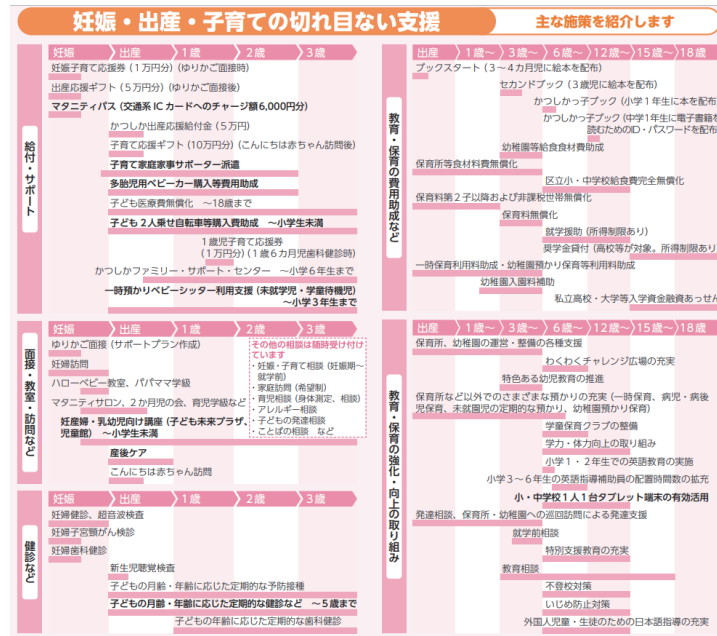 妊娠・出産・子育ての切れ目ない支援
主な施策を紹介します
給付・サポート
妊娠 出産 1歳 2歳 3歳
妊娠子育て応援券(1万円分)(ゆりかご面接時)
出産応援ギフト(5万円分)(ゆりかご面接後)
マタニティパス(交通系ICカードへのチャージ額6,000円分)
かつしか出産応援給付金(5万円)
子育て応援ギフト(10万円分)(こんにちは赤ちゃん訪問後)
子育て家庭家事サポーター派遣
多胎児用ベビーカー購入等費用助成
子ども医療費無償化 ~18歳まで
子ども2人乗せ自転車等購入費助成 ~小学生未満
1歳児子育て応援券
(1万円分)(1歳6カ月児歯科健診時)
かつしかファミリー・サポート・センター ~小学6年生まで
一時預かりベビーシッター利用支援(未就学児・学童待機児)
~小学3年生まで
面接・教室・訪問など
妊娠 出産 1歳 2歳 3歳
ゆりかご面接(サポートプラン作成)
妊婦訪問
ハローベビー教室、パパママ学級
マタニティサロン、2か月児の会、育児学級など
妊産婦・乳幼児向け講座(子ども未来プラザ、
児童館) ~小学生未満
産後ケア
こんにちは赤ちゃん訪問
その他の相談は随時受け付け
ています
・妊娠・子育て相談(妊娠期~
就学前)
・家庭訪問(希望制)
・育児相談(身体測定、相談)
・アレルギー相談
・子どもの発達相談
・ことばの相談 など
健診など
妊娠 出産 1歳 2歳 3歳
妊婦健診、超音波検査
妊婦子宮頸がん検診
妊婦歯科健診
新生児聴覚検査
子どもの月齢・年齢に応じた定期的な予防接種
子どもの月齢・年齢に応じた定期的な健診など ~5歳まで
子どもの年齢に応じた定期的な歯科健診
教育・保育の費用助成など
出産 1歳~ 3歳~ 6歳~ 12歳~ 15歳~ 18歳
ブックスタート(3~4カ月児に絵本を配布)
セカンドブック(3歳児に絵本を配布)
かつしかっ子ブック(小学1年生に本を配布)
かつしかっ子ブック(中学1年生に電子書籍を
読むためのID・パスワードを配布)
幼稚園等給食食材料費助成
保育所等食材料費無償化
区立小・中学校給食費完全無償化
保育料第2子以降および非課税世帯無償化
保育料無償化
就学援助(所得制限あり)
奨学金貸付(高校等が対象。所得制限あり)
一時保育利用料助成・幼稚園預かり保育等利用料助成
幼稚園入園料補助
私立高校・大学等入学資金融資あっせん
教育・保育の強化・向上の取り組み
出産 1歳~ 3歳~ 6歳~ 12歳~ 15歳~ 18歳
保育所、幼稚園の運営・整備の各種支援
わくわくチャレンジ広場の充実
特色ある幼児教育の推進
保育所など以外でのさまざまな預かりの充実(一時保育、病児・病後
児保育、未就園児の定期的な預かり、幼稚園預かり保育)
学童保育クラブの整備
学力・体力向上の取り組み
小学1・2年生での英語教育の実施
小学3~6年生の英語指導補助員の配置時間数の拡充
小・中学校1人1台タブレット端末の有効活用
発達相談、保育所・幼稚園への巡回訪問による発達支援
就学前相談
特別支援教育の充実
教育相談
不登校対策
いじめ防止対策
外国人児童・生徒のための日本語指導の充実